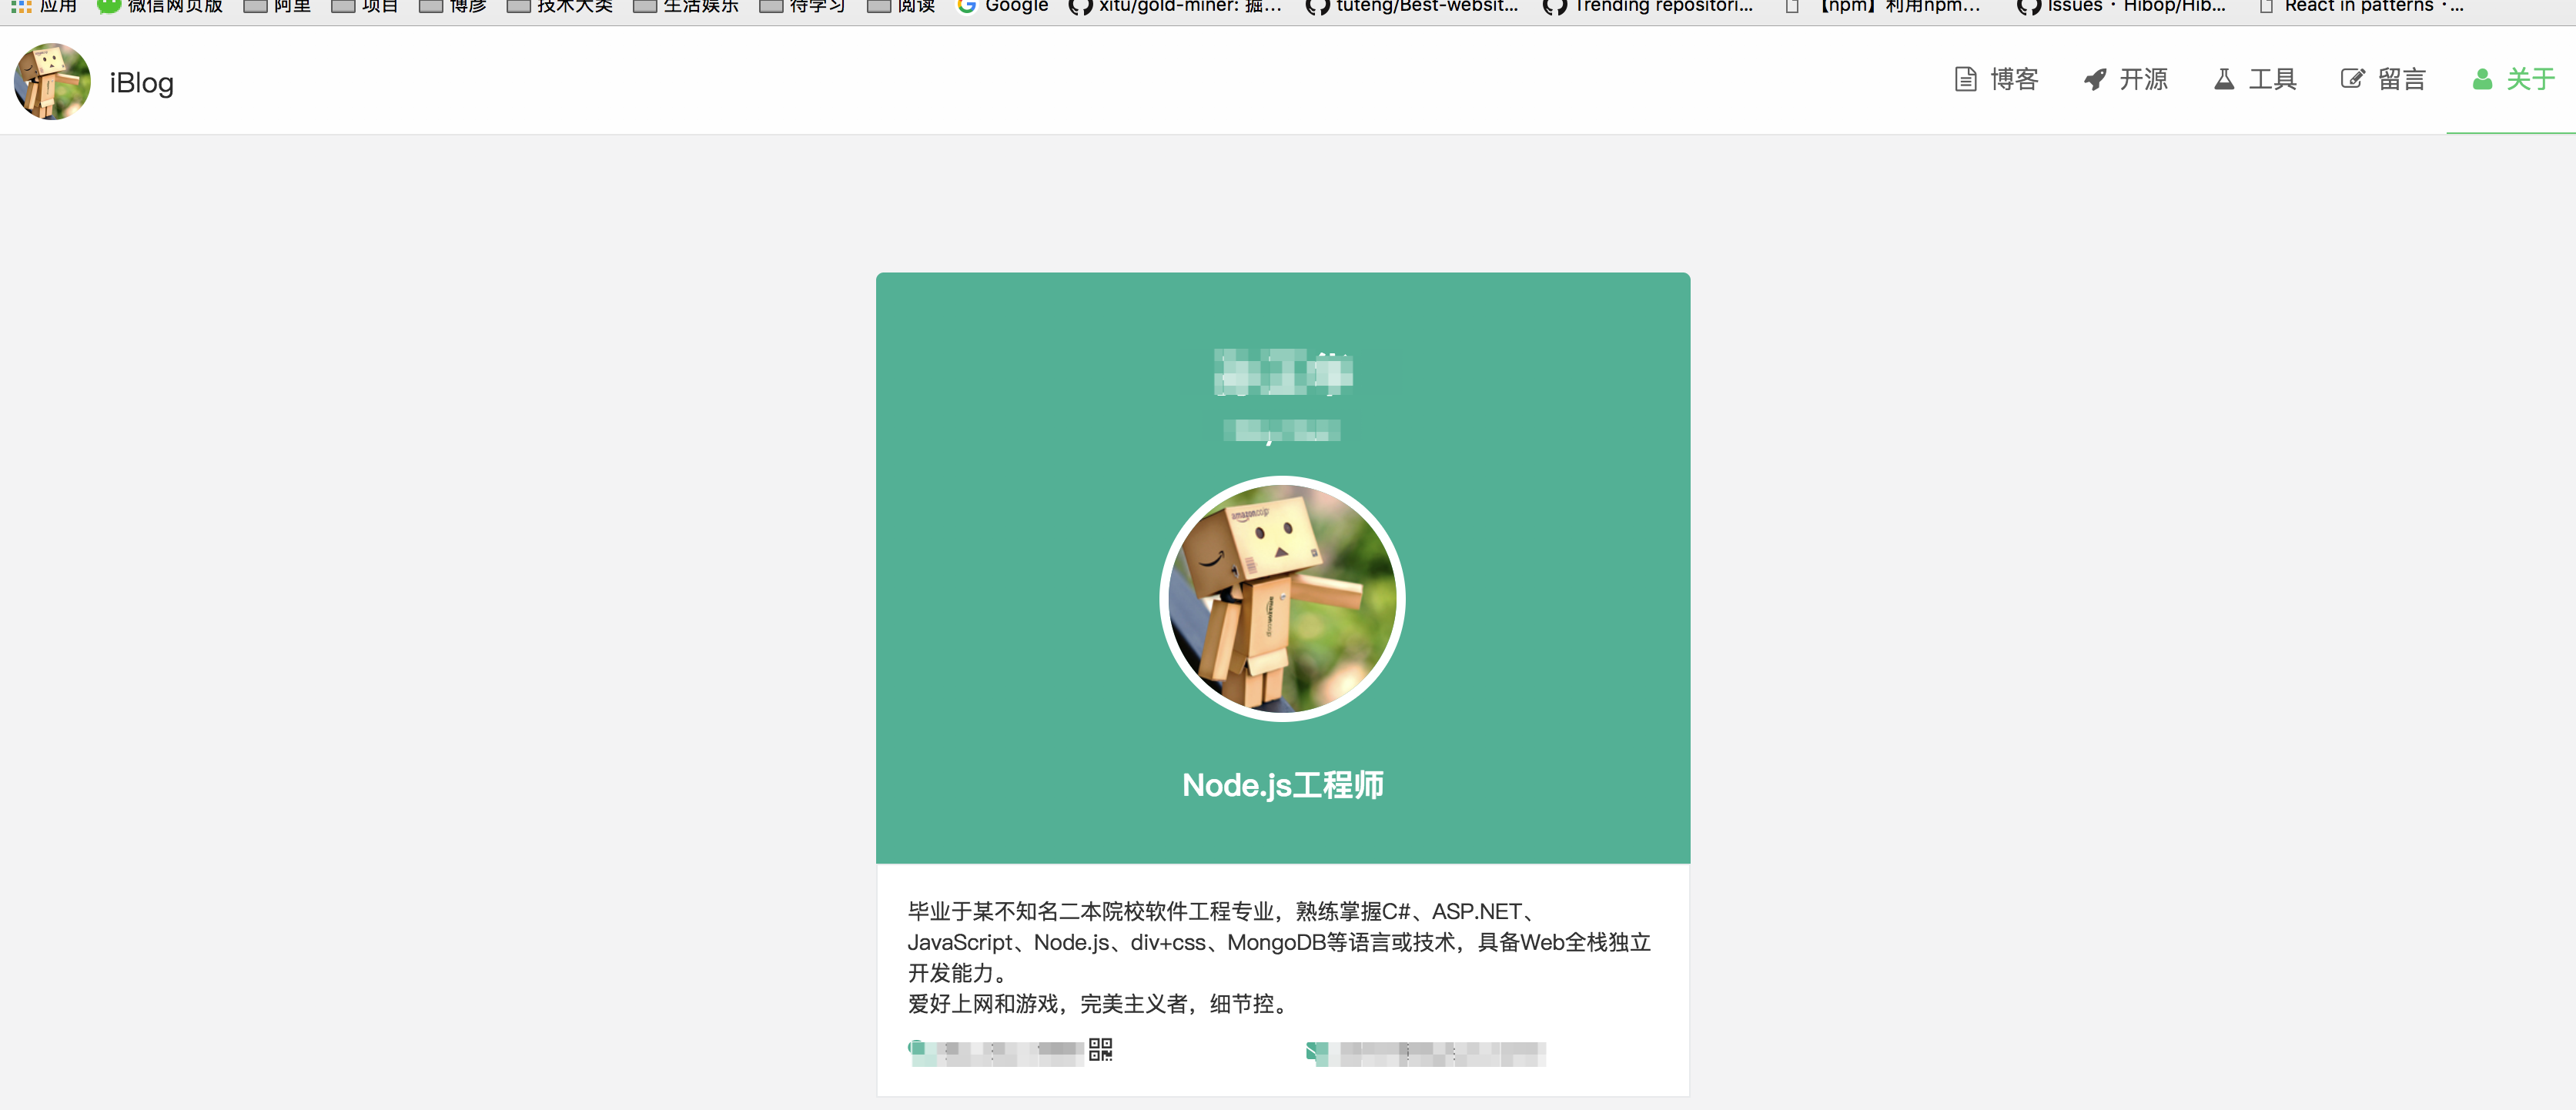 应用 微信网页版 阿里 项目 博彦 技术大类 生活娱乐 待学习 阅读 Google xitu/gold-miner: 掘... tuteng/Best-websit... Trending repositori... 【npm】利用npm... Issues · Hibop/Hib... React in patterns ·...
iBlog 博客 开源 工具 留言 关于
amazon.co.jp
amazon.co.jp
Node.js工程师
毕业于某不知名二本院校软件工程专业，熟练掌握C#、ASP.NET、
JavaScript、Node.js、div+css、MongoDB等语言或技术，具备Web全栈独立
开发能力。
爱好上网和游戏，完美主义者，细节控。